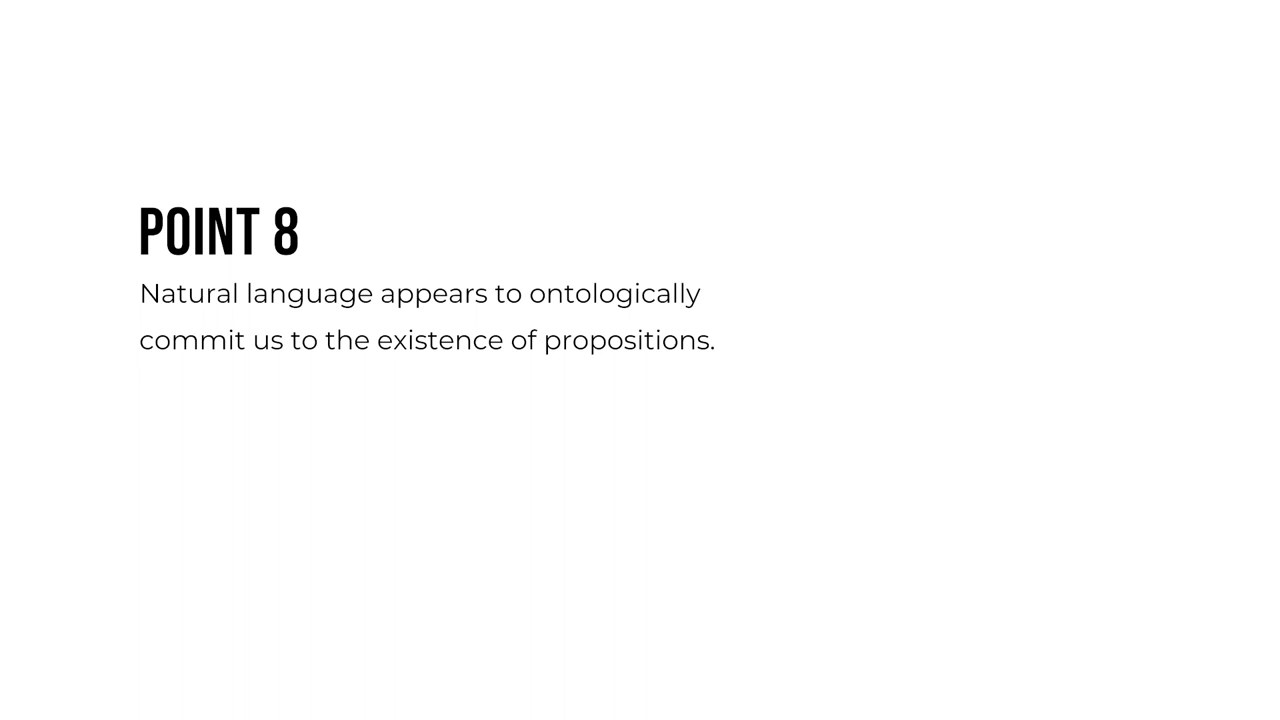 POINT 8
Natural language appears to ontologically
commit us to the existence of propositions.